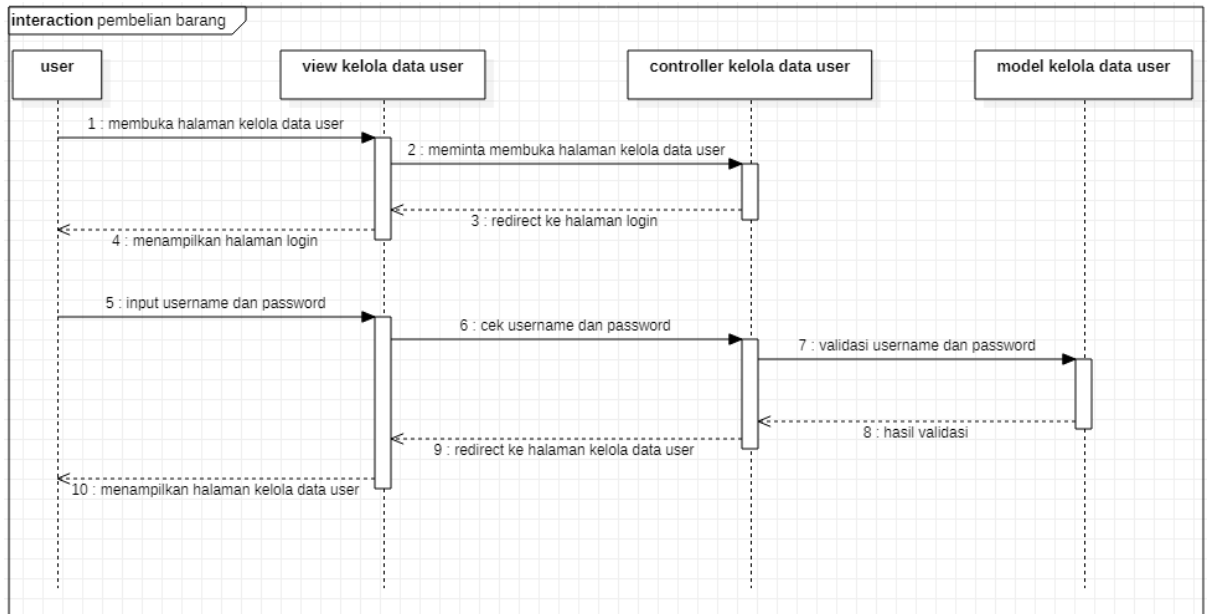 interaction pembelian barang
user
view kelola data user
controller kelola data user
model kelola data user
1 : membuka halaman kelola data user
2 : meminta membuka halaman kelola data user
3 : redirect ke halaman login
4 : menampilkan halaman login
5 : input username dan password
6 : cek username dan password
7 : validasi username dan password
8 : hasil validasi
9 : redirect ke halaman kelola data user
10 : menampilkan halaman kelola data user